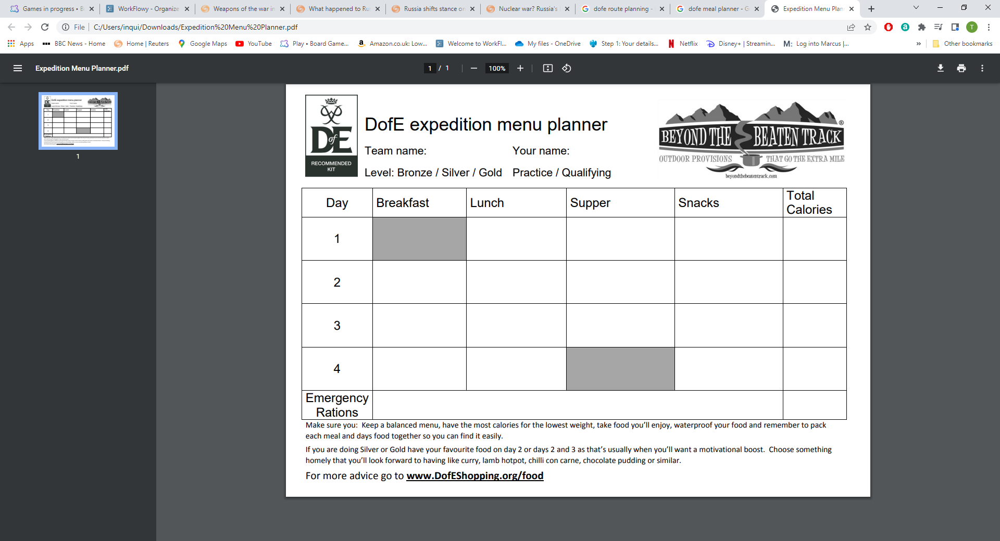 Games in progress • B
WorkFlowy - Organize
Weapons of the war in
What happened to Ru
Russia shifts stance on
Nuclear war? Russia's
dofe route planning -
dofe meal planner - G
Expedition Menu Plan
File
C:/Users/inqui/Downloads/Expedition%20Menu%20Planner.pdf
T
Apps
BBC News - Home
Home | Reuters
Google Maps
YouTube
Play • Board Game...
Amazon.co.uk: Low...
Welcome to WorkFl...
My files - OneDrive
Step 1: Your details...
Netflix
Disney+ | Streamin...
M: Log into Marcus |...
»
Other bookmarks
Expedition Menu Planner.pdf
1 / 1
100%
1
DofE
RECOMMENDED
KIT
DofE expedition menu planner
Team name: Your name:
Level: Bronze / Silver / Gold Practice / Qualifying
BEYOND THE BEATEN TRACK ®
OUTDOOR PROVISIONS THAT GO THE EXTRA MILE
beyondthebeatentrack.com
Day Breakfast Lunch Supper Snacks Total
Calories
1
2
3
4
Emergency
Rations
Make sure you: Keep a balanced menu, have the most calories for the lowest weight, take food you’ll enjoy, waterproof your food and remember to pack
each meal and days food together so you can find it easily.
If you are doing Silver or Gold have your favourite food on day 2 or days 2 and 3 as that’s usually when you’ll want a motivational boost. Choose something
homely that you’ll look forward to having like curry, lamb hotpot, chilli con carne, chocolate pudding or similar.
For more advice go to www.DofEShopping.org/food